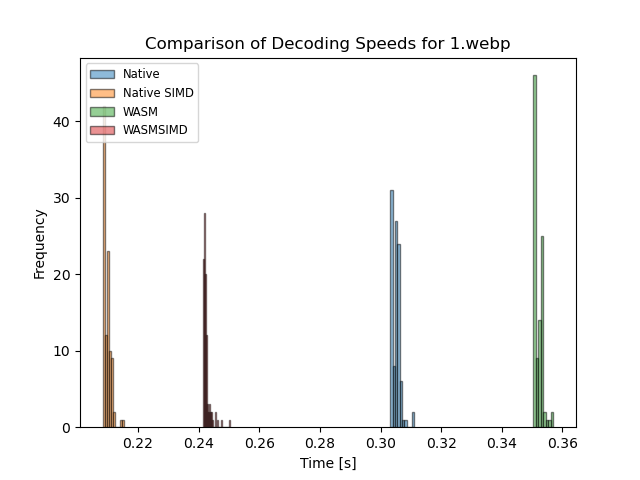 Comparison of Decoding Speeds for 1.webp
Native
Native SIMD
WASM
WASMSIMD
Frequency
40
30
20
10
0
0.22 0.24 0.26 0.28 0.30 0.32 0.34 0.36
Time [s]